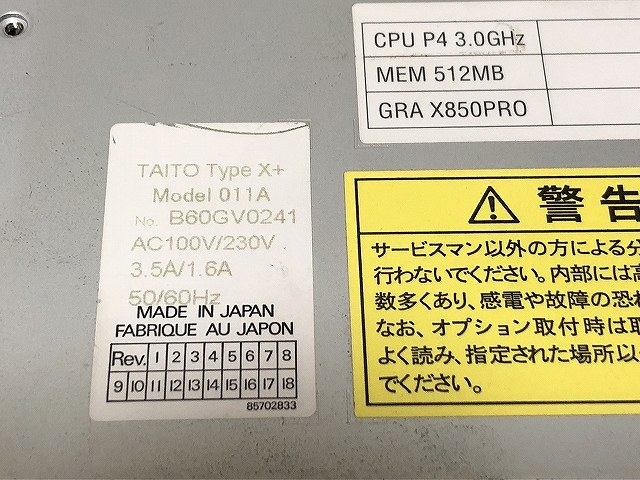 CPU P4 3.0GHz
MEM 512MB
GRA X850PRO
TAITO Type X+
Model 011A
No. B60GV0241
AC100V/230V
3.5A/1.6A
50/60Hz
MADE IN JAPAN
FABRIQUE AU JAPON
Rev. 1 2 3 4 5 6 7 8
9 10 11 12 13 14 15 16 17 18
85702833
警告
サービスマン以外の方による分
行わないでください。内部には高
数多くあり、感電や故障の恐れ
なお、オプション取付時は取
よく読み、指定された場所以
でください。